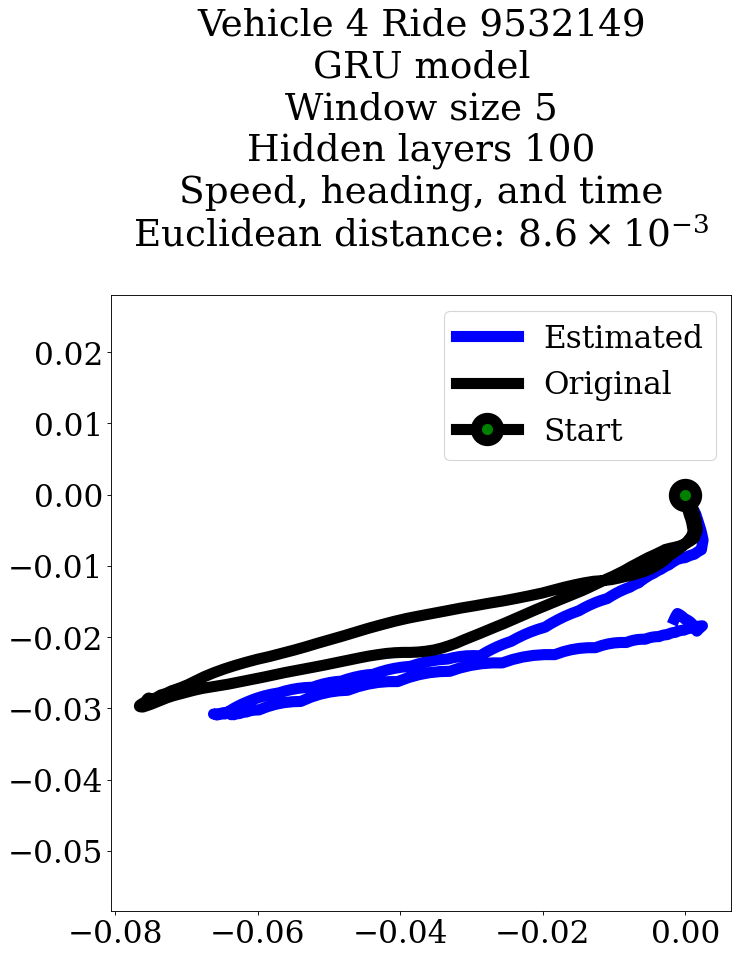 Vehicle 4 Ride 9532149
GRU model
Window size 5
Hidden layers 100
Speed, heading, and time
Euclidean distance: 8.6 × 10⁻³
Estimated
Original
Start
0.02
0.01
0.00
−0.01
−0.02
−0.03
−0.04
−0.05
−0.08 −0.06 −0.04 −0.02 0.00